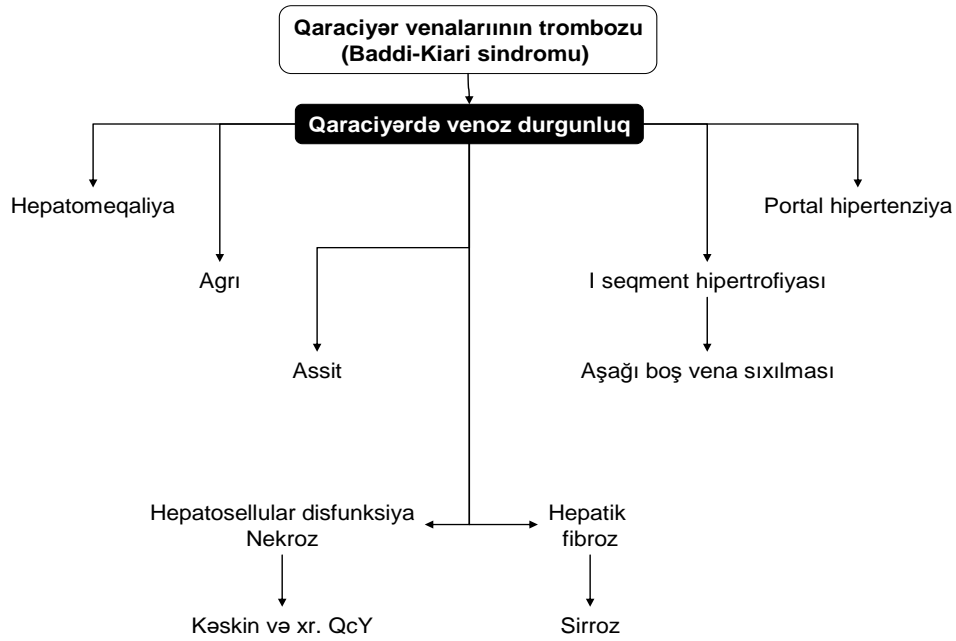 Qaraciyər venalarıının trombozu
(Baddi-Kiari sindromu)
Qaraciyərdə venoz durgunluq
Hepatomeqaliya
Portal hipertenziya
Agrı
I seqment hipertrofiyası
Assit
Aşağı boş vena sıxılması
Hepatosellular disfunksiya
Nekroz
Hepatik
fibroz
Kəskin və xr. QcY
Sirroz